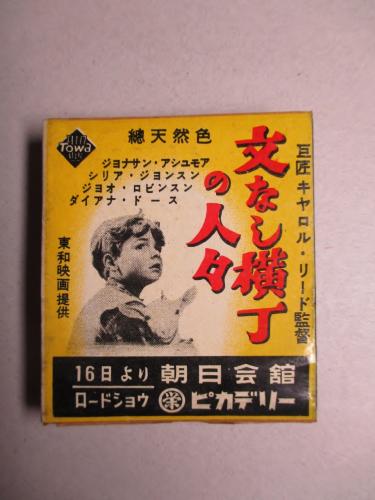 Towa
總天然色
ジョナサン・アシュモア
シリア・ジョンスン
ジョオ・ロビンスン
ダイアナ・ドース
巨匠キャロル・リード監督
文なし横丁
の人々
東和映画提供
16日より 朝日会舘
ロードショウ 栄 ピカデリー